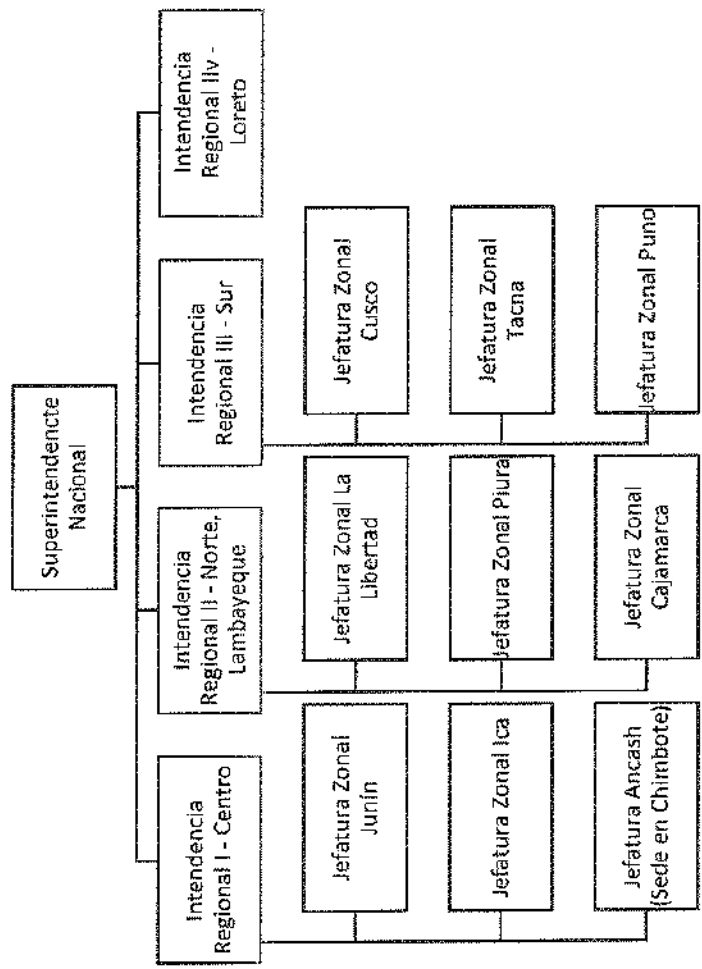 Superintendencte
Nacional
Intendencia
Regional I - Centro
Intendencia
Regional II - Norte,
Lambayeque
Intendencia
Regional III - Sur
Intendencia
Regional IIv -
Loreto
Jefatura Zonal
Junín
Jefatura Zonal Ica
Jefatura Ancash
(Sede en Chimbote)
Jefatura Zonal La
Libertad
Jefatura Zonal Piura
Jefatura Zonal
Cajamarca
Jefatura Zonal
Cusco
Jefatura Zonal
Tacna
Jefatura Zonal Puno